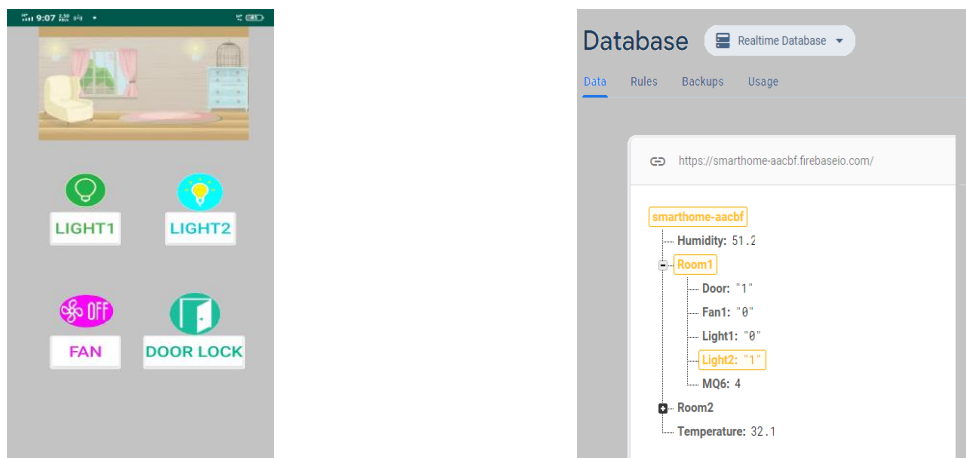 9:07
LIGHT1
LIGHT2
OFF
FAN
DOOR LOCK
Database
Realtime Database
Data Rules Backups Usage
https://smarthome-aacbf.firebaseio.com/
smarthome-aacbf
Humidity: 51.2
Room1
Door: "1"
Fan1: "0"
Light1: "0"
Light2: "1"
MQ6: 4
Room2
Temperature: 32.1